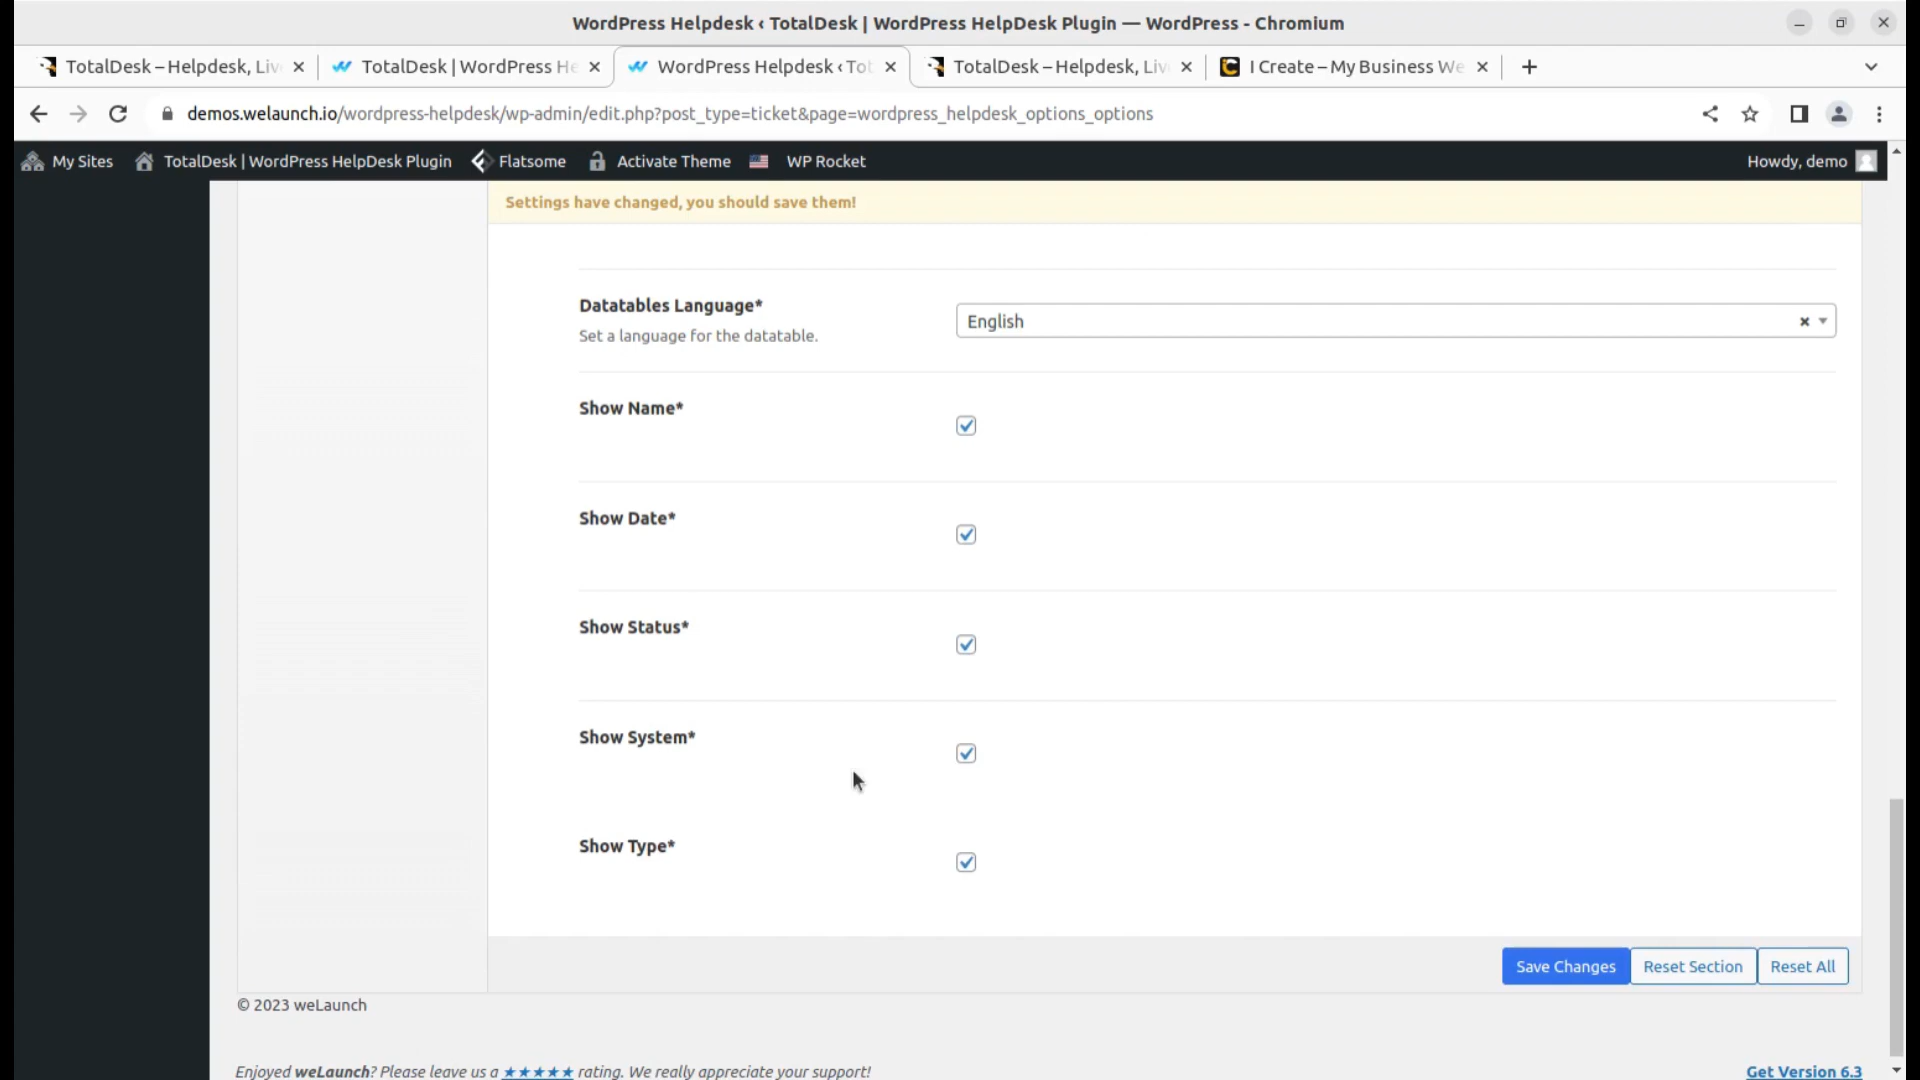 WordPress Helpdesk ‹ TotalDesk | WordPress HelpDesk Plugin — WordPress - Chromium
TotalDesk – Helpdesk, Liv
TotalDesk | WordPress He
WordPress Helpdesk ‹ Tot
TotalDesk – Helpdesk, Liv
I Create – My Business We
demos.welaunch.io/wordpress-helpdesk/wp-admin/edit.php?post_type=ticket&page=wordpress_helpdesk_options_options
My Sites TotalDesk | WordPress HelpDesk Plugin Flatsome Activate Theme WP Rocket Howdy, demo
Settings have changed, you should save them!
Datatables Language*
Set a language for the datatable.
English
Show Name*
Show Date*
Show Status*
Show System*
Show Type*
Save Changes Reset Section Reset All
© 2023 weLaunch
Enjoyed weLaunch? Please leave us a ★★★★★ rating. We really appreciate your support!
Get Version 6.3